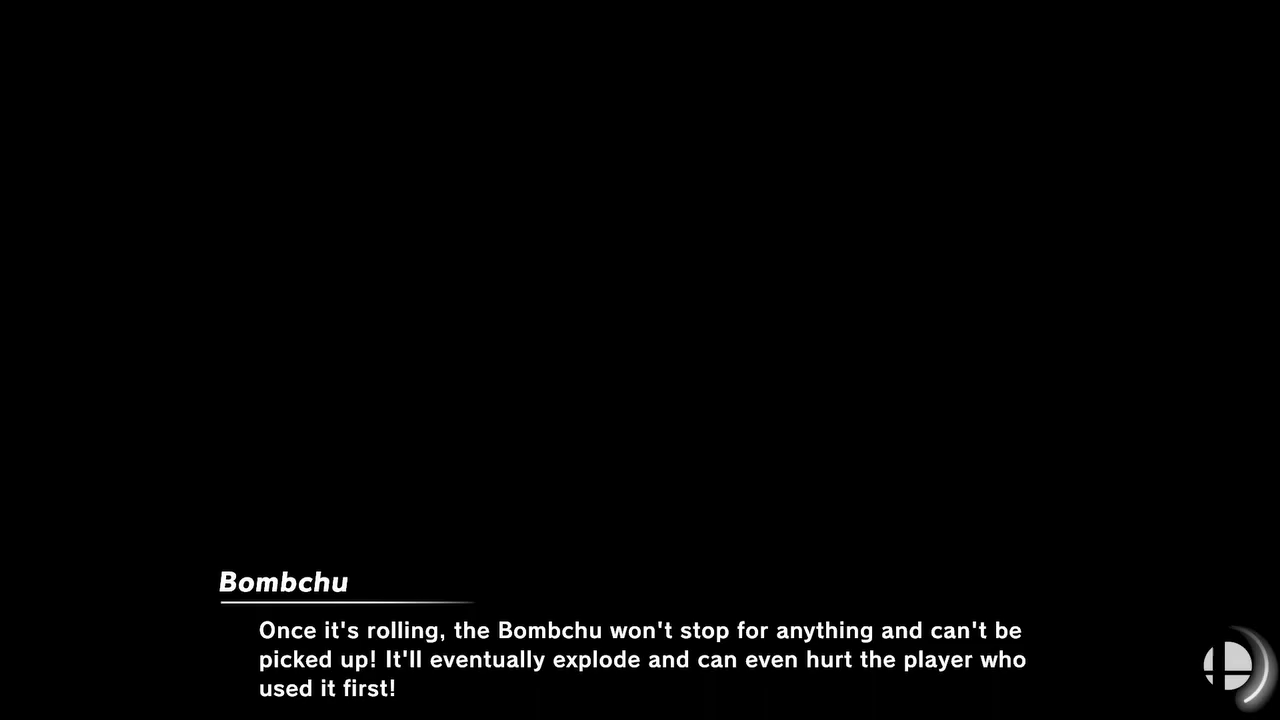 Bombchu
Once it's rolling, the Bombchu won't stop for anything and can't be
picked up! It'll eventually explode and can even hurt the player who
used it first!